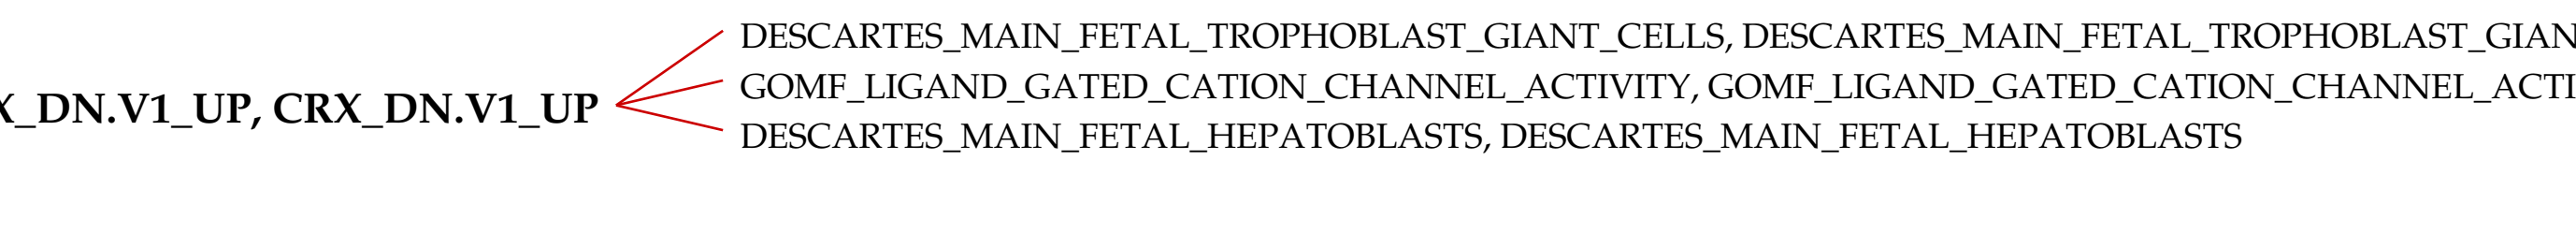 DESCARTES_MAIN_FETAL_TROPHOBLAST_GIANT_CELLS, DESCARTES_MAIN_FETAL_TROPHOBLAST_GIAN
GOMF_LIGAND_GATED_CATION_CHANNEL_ACTIVITY, GOMF_LIGAND_GATED_CATION_CHANNEL_ACTI
X_DN.V1_UP, CRX_DN.V1_UP
DESCARTES_MAIN_FETAL_HEPATOBLASTS, DESCARTES_MAIN_FETAL_HEPATOBLASTS